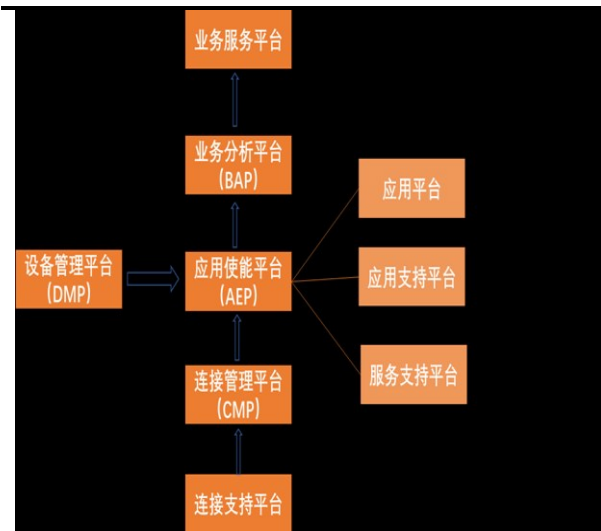 业务服务平台
业务分析平台
(BAP)
应用平台
设备管理平台
(DMP)
应用使能平台
(AEP)
应用支持平台
连接管理平台
(CMP)
服务支持平台
连接支持平台